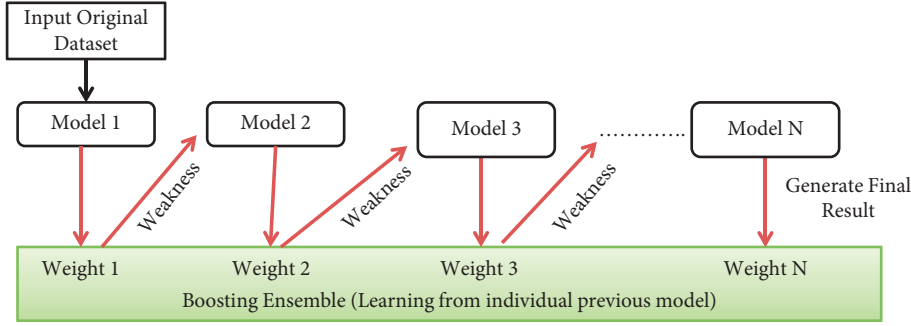 Input Original
Dataset
Model 1
Model 2
Model 3
.............
Model N
Weakness
Weakness
Weakness
Generate Final
Result
Weight 1
Weight 2
Weight 3
Weight N
Boosting Ensemble (Learning from individual previous model)